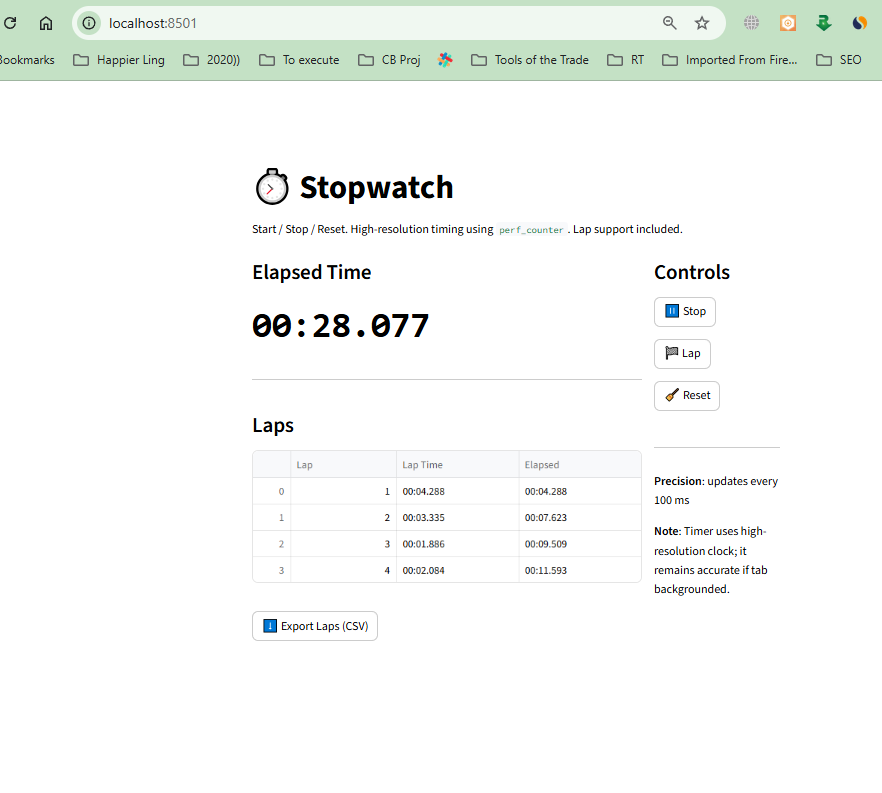 localhost:8501
Bookmarks Happier Ling 2020)) To execute CB Proj Tools of the Trade RT Imported From Fire... SEO
Stopwatch
Start / Stop / Reset. High-resolution timing using perf_counter . Lap support included.
Elapsed Time
00:28.077
Controls
Stop
Lap
Reset
Laps
Lap Lap Time Elapsed
0 1 00:04.288 00:04.288
1 2 00:03.335 00:07.623
2 3 00:01.886 00:09.509
3 4 00:02.084 00:11.593
Export Laps (CSV)
Precision: updates every
100 ms
Note: Timer uses high-
resolution clock; it
remains accurate if tab
backgrounded.